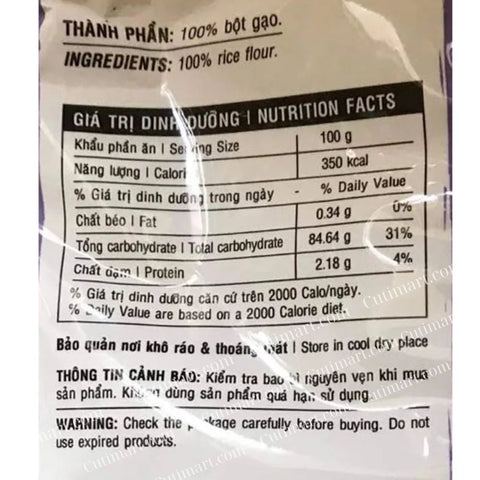 THÀNH PHẨN: 100% bột gạo.
INGREDIENTS: 100% rice flour.
GIÁ TRỊ DINH DƯỠNG | NUTRITION FACTS
Khẩu phần ăn | Serving Size 100 g
Năng lượng | Calori 350 kcal
% Giá trị dinh dưỡng trong ngày - % Daily Value
Chất béo | Fat 0.34 g 0%
Tổng carbohydrate | Total carbohydrate 84.64 g 31%
Chất đạm | Protein 2.18 g 4%
% Giá trị dinh dưỡng căn cứ trên 2000 Calo/ngày.
% Daily Value are based on a 2000 Calorie diet.
Bảo quản nơi khô ráo & thoáng mát | Store in cool dry place
THÔNG TIN CẢNH BÁO: Kiểm tra bao bì nguyên vẹn khi mua
sản phẩm. Không dùng sản phẩm quá hạn sử dụng.
WARNING: Check the package carefully before buying. Do not
use expired products.
Cutimart.com